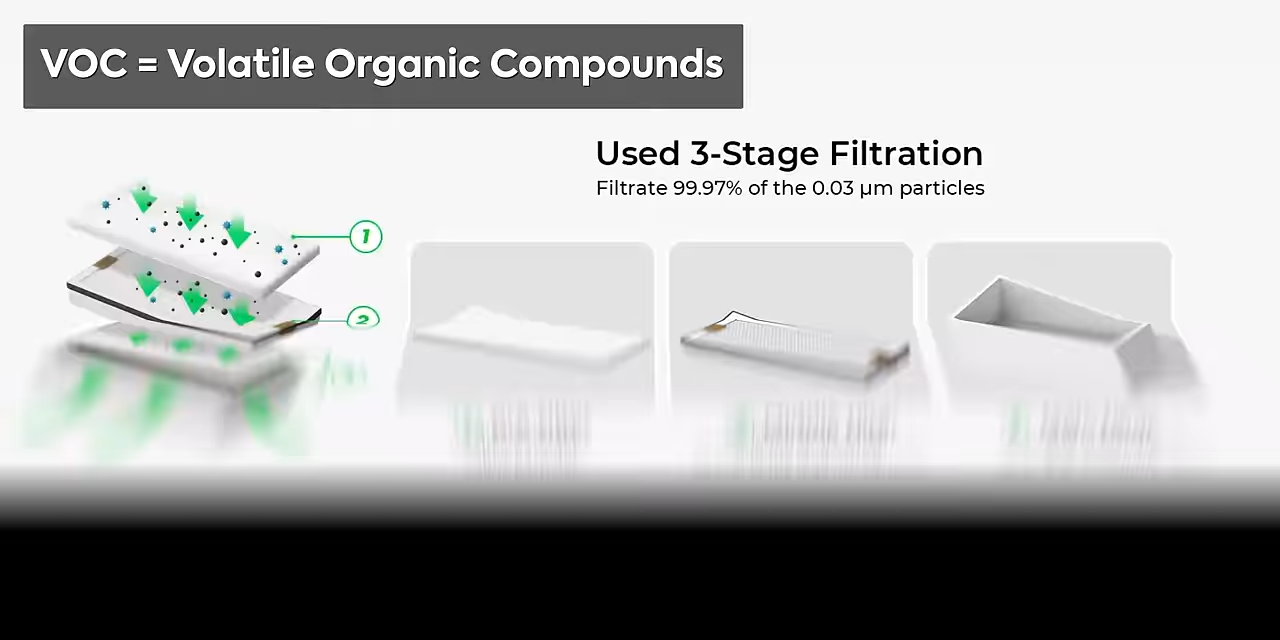 VOC = Volatile Organic Compounds
Used 3-Stage Filtration
Filtrate 99.97% of the 0.03 µm particles
1
2